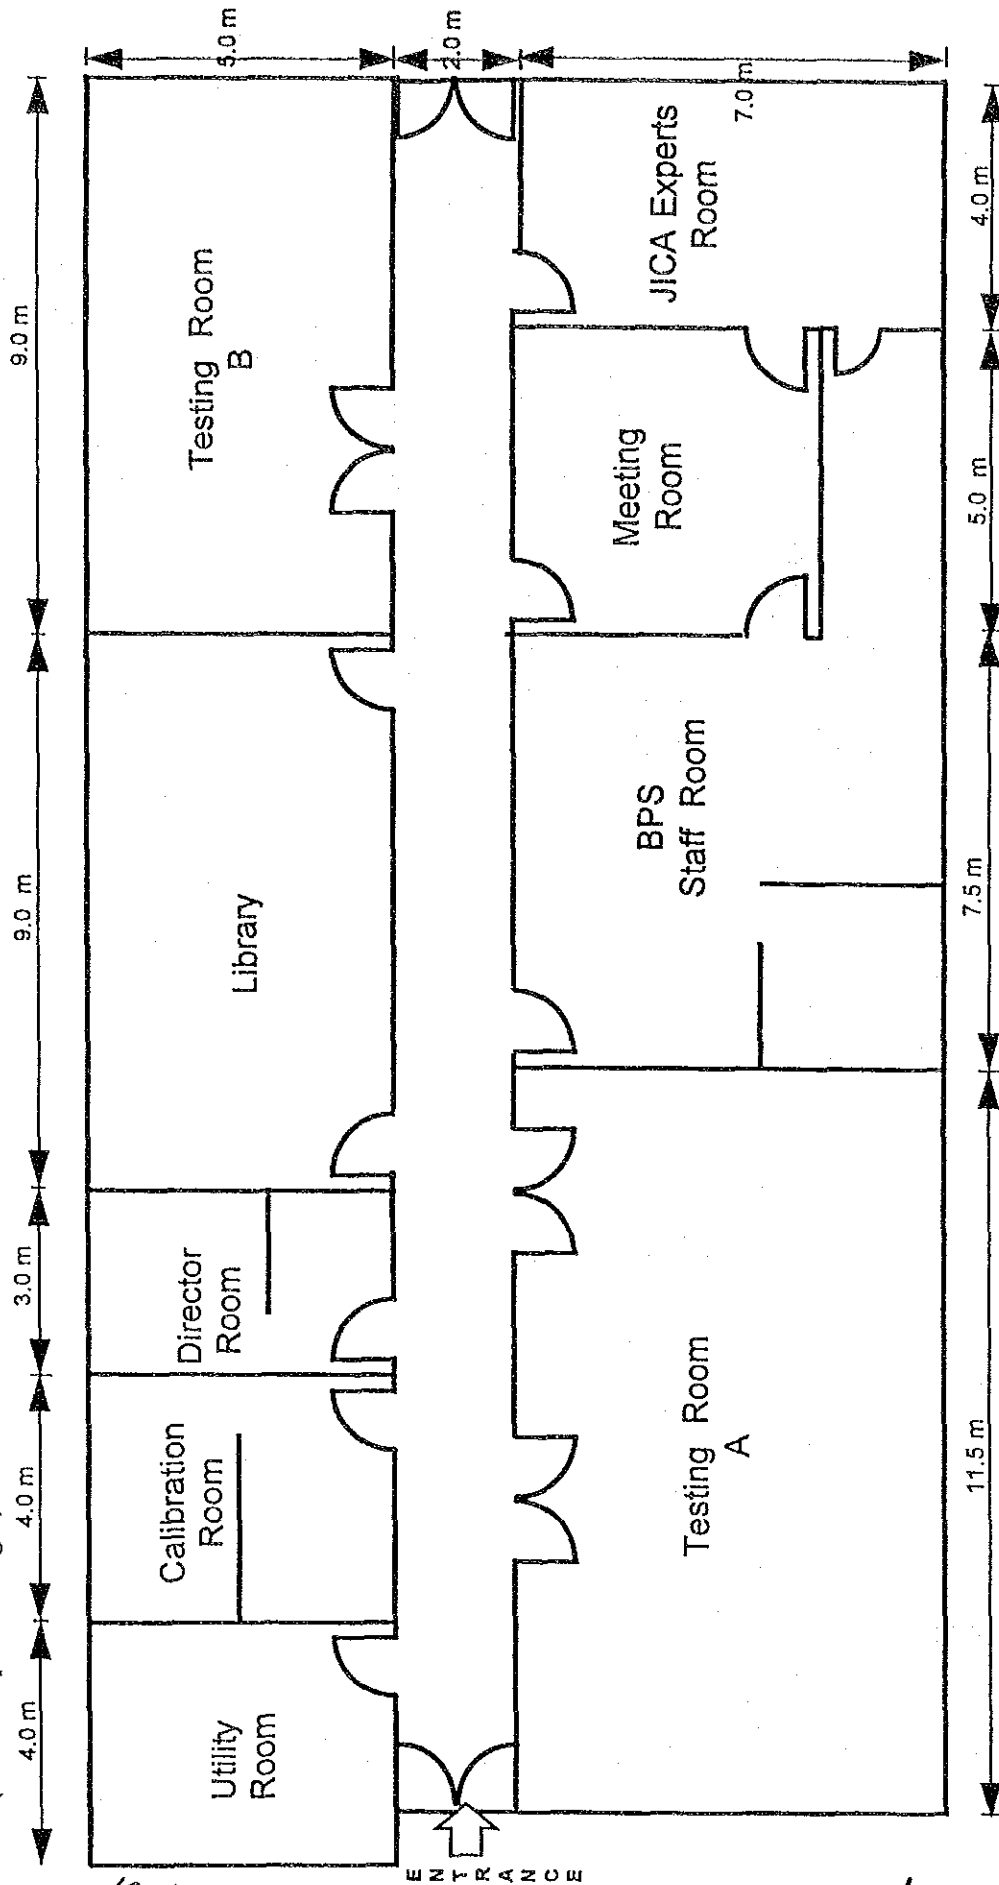 4.0 m
4.0 m
3.0 m
9.0 m
9.0 m
5.0 m
2.0 m
7.0 m
Utility
Room
Calibration
Room
Director
Room
Library
Testing Room
B
ENTRANCE
Testing Room
A
BPS
Staff Room
Meeting
Room
JICA Experts
Room
11.5 m
7.5 m
5.0 m
4.0 m